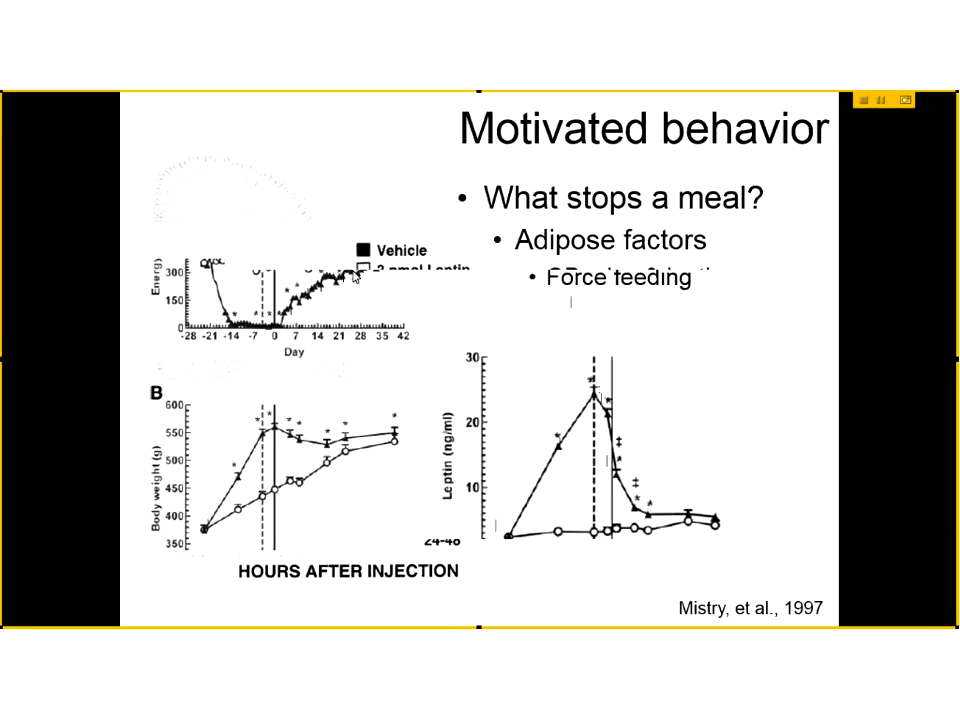 Motivated behavior
• What stops a meal?
• Adipose factors
• Force feeding
Vehicle
Energy
300
150
0
-28 -21 -14 -7 0 7 14 21 28 35 42
Day
B
Body weight (g)
600
550
500
450
400
350
24-48
HOURS AFTER INJECTION
Leptin (ng/ml)
30
20
10
Mistry, et al., 1997